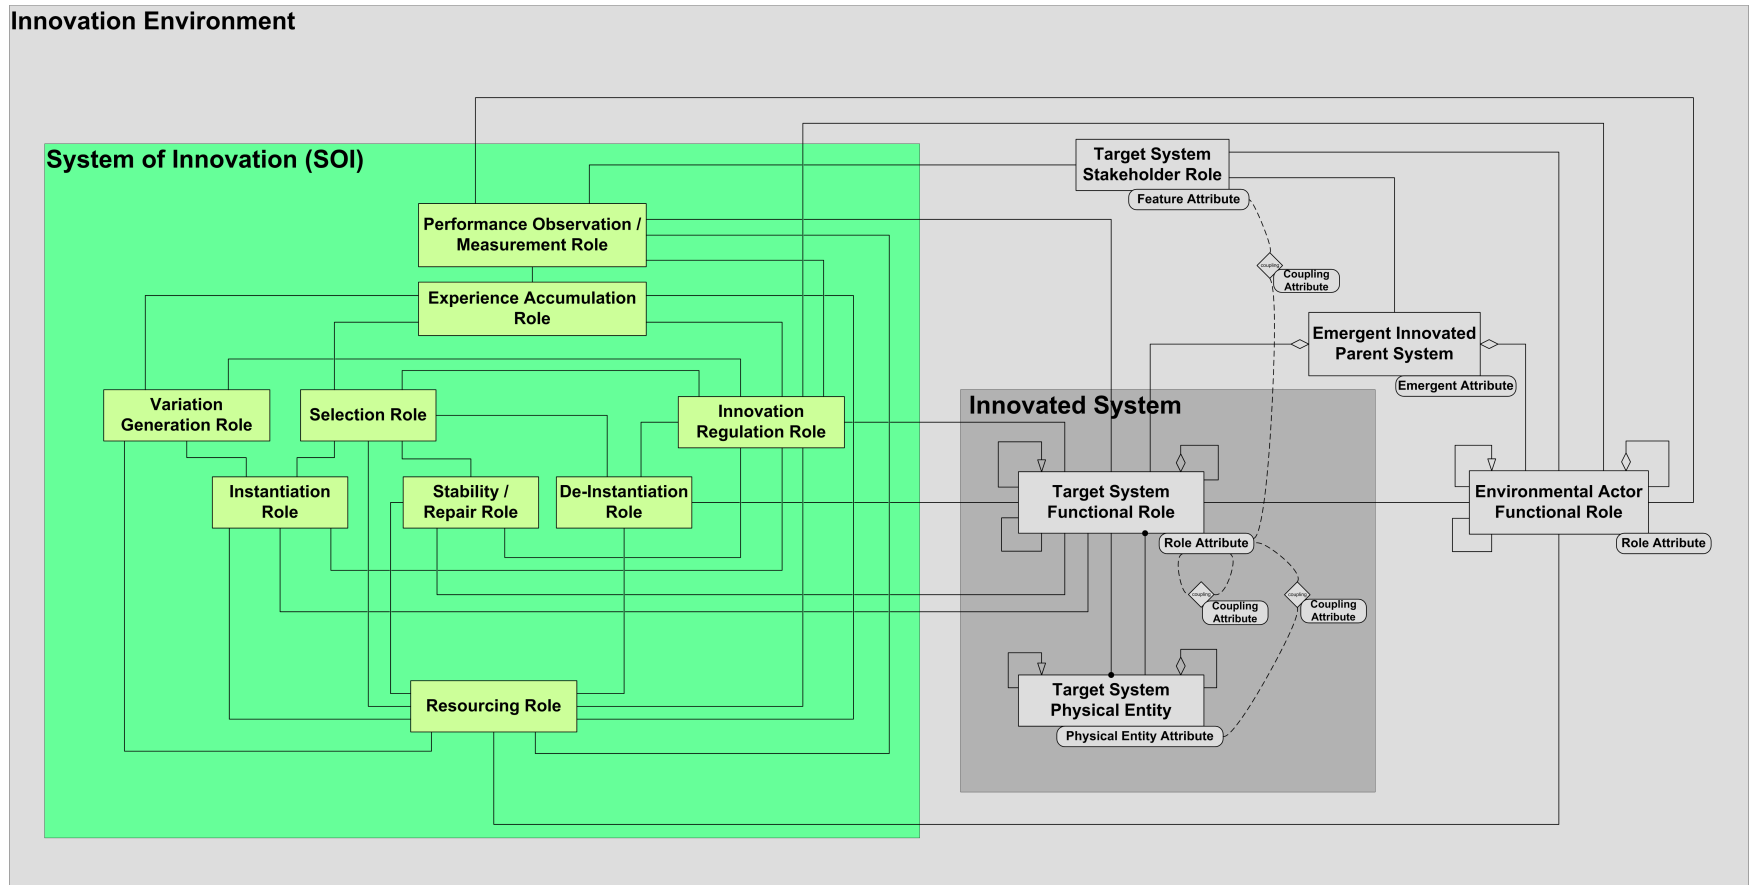 Innovation Environment
System of Innovation (SOI)
Target System
Stakeholder Role
Feature Attribute
Performance Observation /
Measurement Role
coupling
Coupling
Attribute
Experience Accumulation
Role
Emergent Innovated
Parent System
Emergent Attribute
Variation
Generation Role
Selection Role
Innovation
Regulation Role
Innovated System
Instantiation
Role
Stability /
Repair Role
De-Instantiation
Role
Target System
Functional Role
Role Attribute
Environmental Actor
Functional Role
Role Attribute
coupling
Coupling
Attribute
coupling
Coupling
Attribute
Resourcing Role
Target System
Physical Entity
Physical Entity Attribute